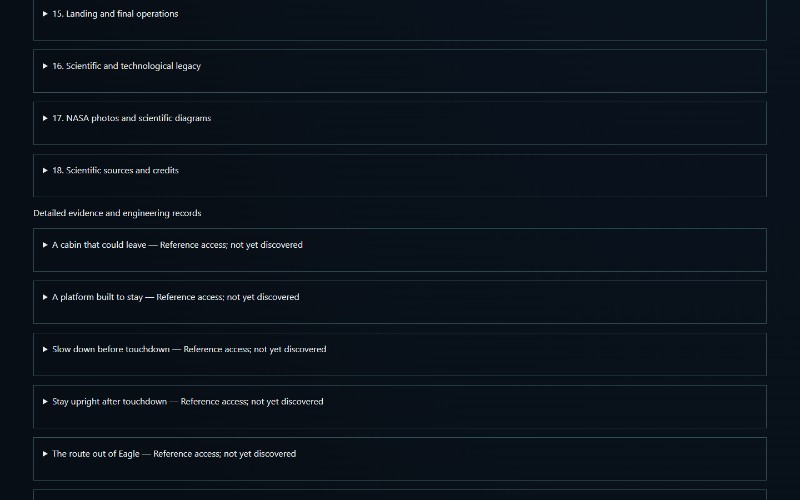 15. Landing and final operations
16. Scientific and technological legacy
17. NASA photos and scientific diagrams
18. Scientific sources and credits
Detailed evidence and engineering records
A cabin that could leave — Reference access; not yet discovered
A platform built to stay — Reference access; not yet discovered
Slow down before touchdown — Reference access; not yet discovered
Stay upright after touchdown — Reference access; not yet discovered
The route out of Eagle — Reference access; not yet discovered